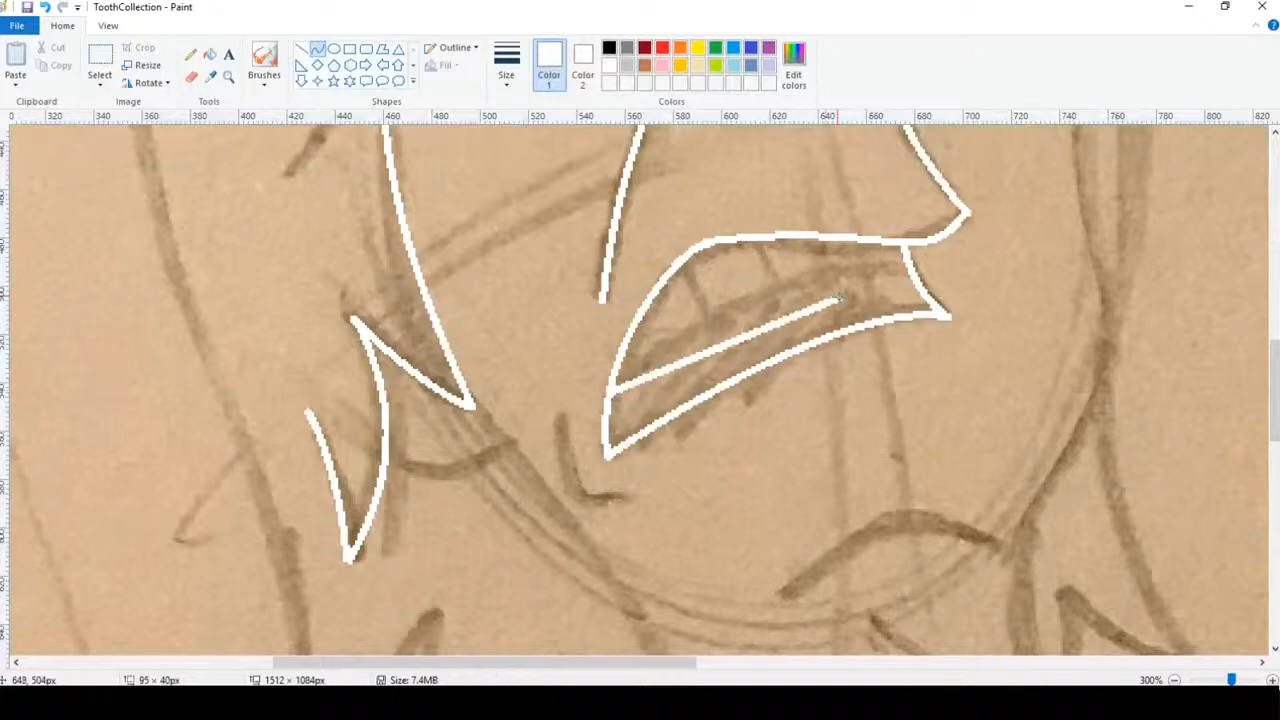 ToothCollection - Paint
File Home View
Paste
Cut
Copy
Clipboard
Select
Crop
Resize
Rotate
Image
A
Tools
Brushes
Outline
Fill
Shapes
Size
Color 1
Color 2
Edit colors
Colors
0 320 340 360 380 400 420 440 460 480 500 520 540 560 580 600 620 640 660 680 700 720 740 760 780 800 820
648, 504px
95 × 40px
1512 × 1084px
Size: 7.4MB
300%